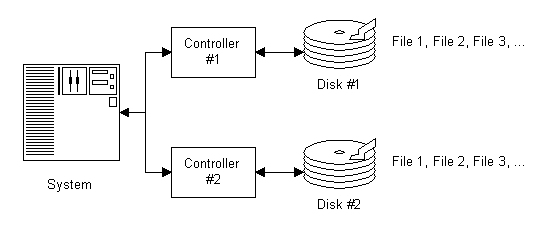 Controller
#1
File 1, File 2, File 3, ...
Disk #1
System
Controller
#2
File 1, File 2, File 3, ...
Disk #2